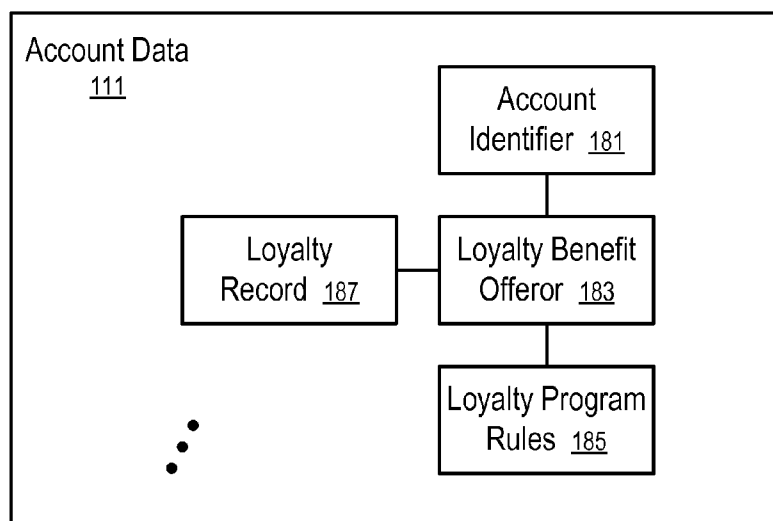 Account Data
111
Account
Identifier 181
Loyalty
Record 187
Loyalty Benefit
Offeror 183
Loyalty Program
Rules 185